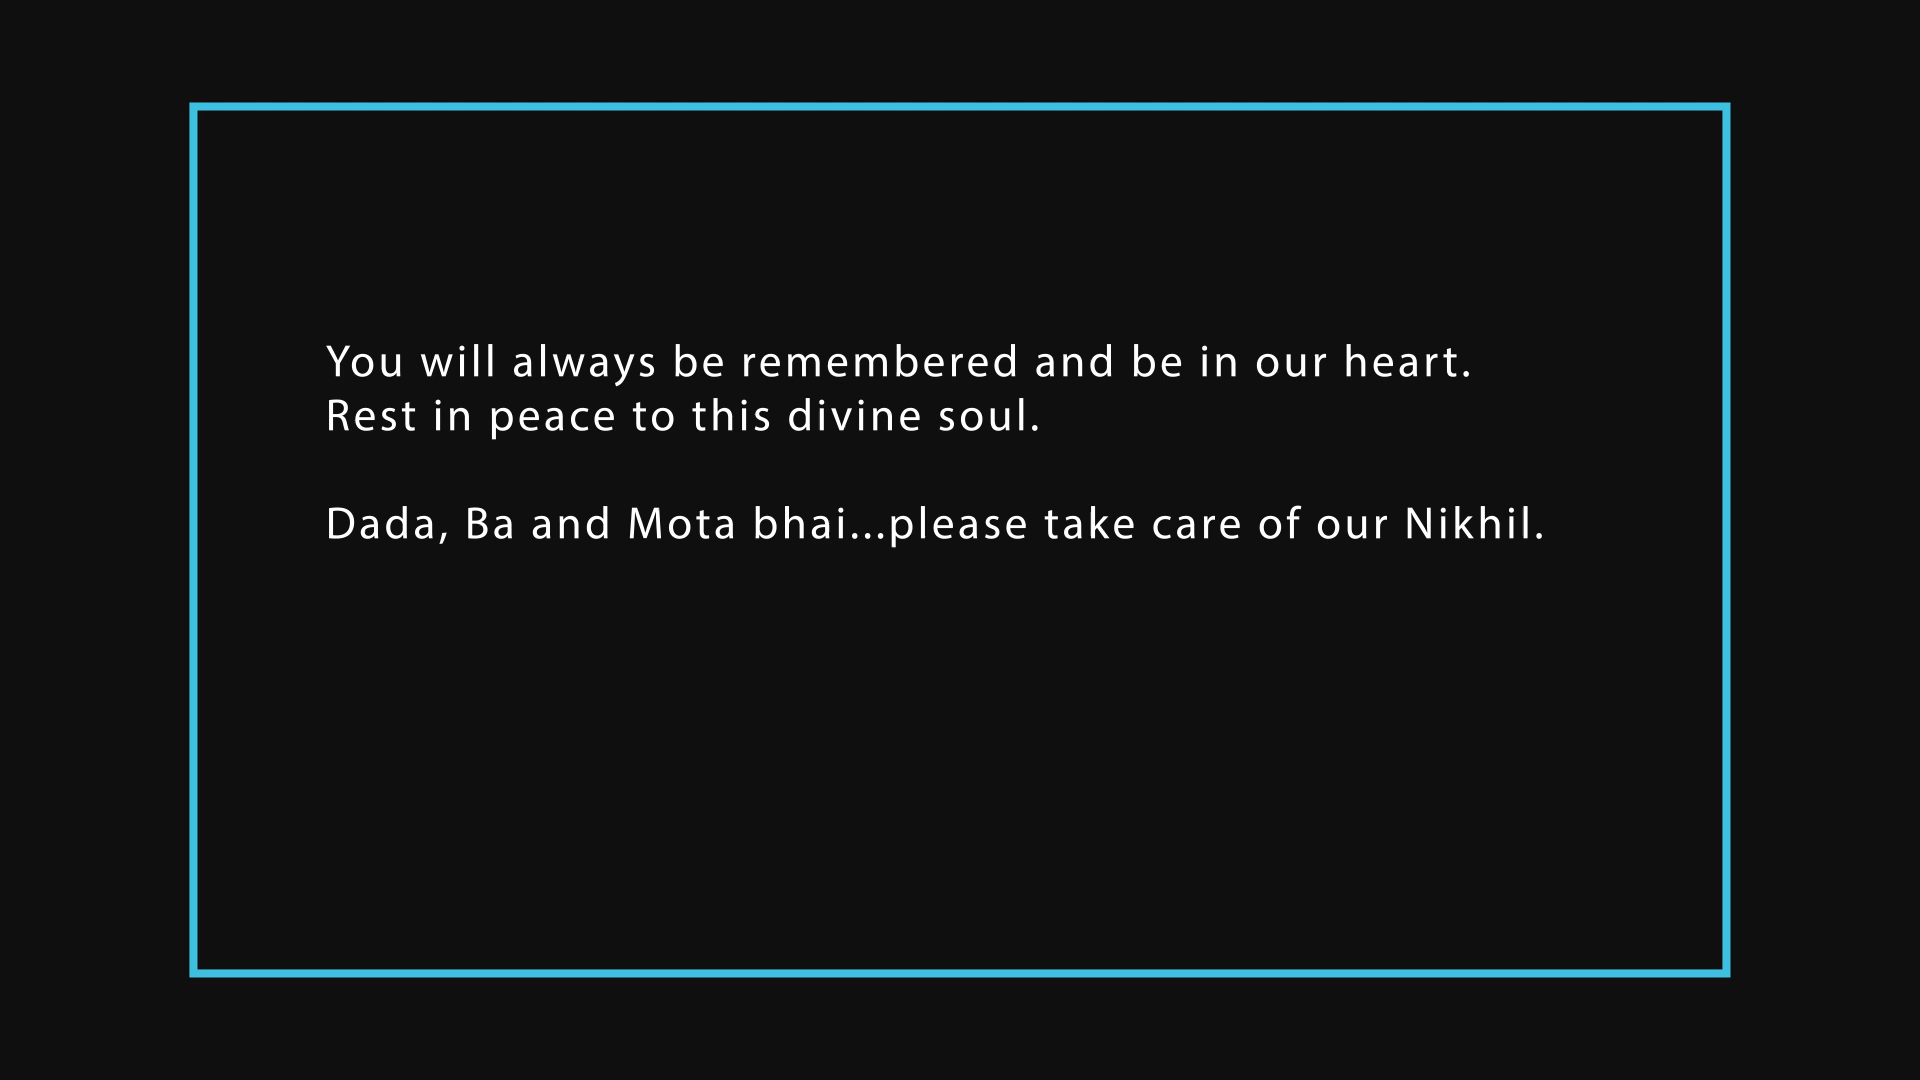 You will always be remembered and be in our heart.
Rest in peace to this divine soul.
Dada, Ba and Mota bhai...please take care of our Nikhil.